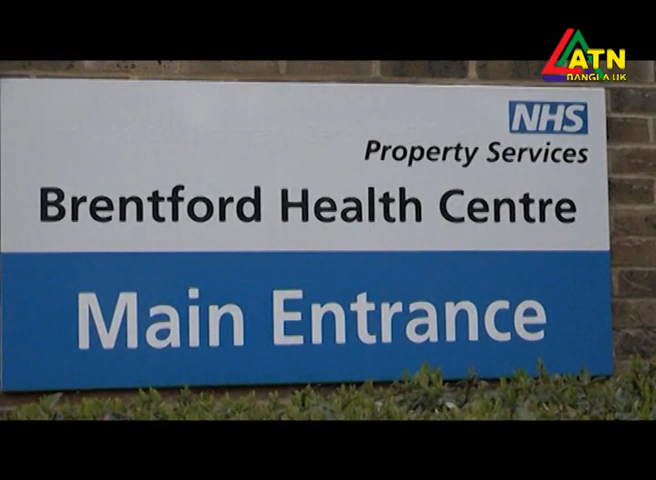 ATN
BANGLA UK
NHS
Property Services
Brentford Health Centre
Main Entrance